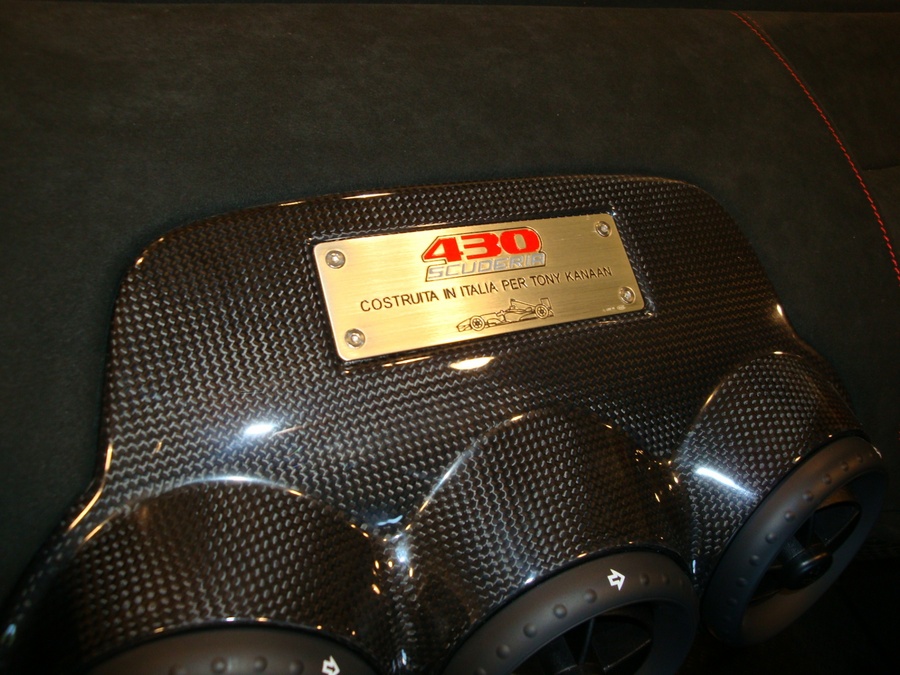 430
SCUDERIA
COSTRUITA IN ITALIA PER TONY KANAAN